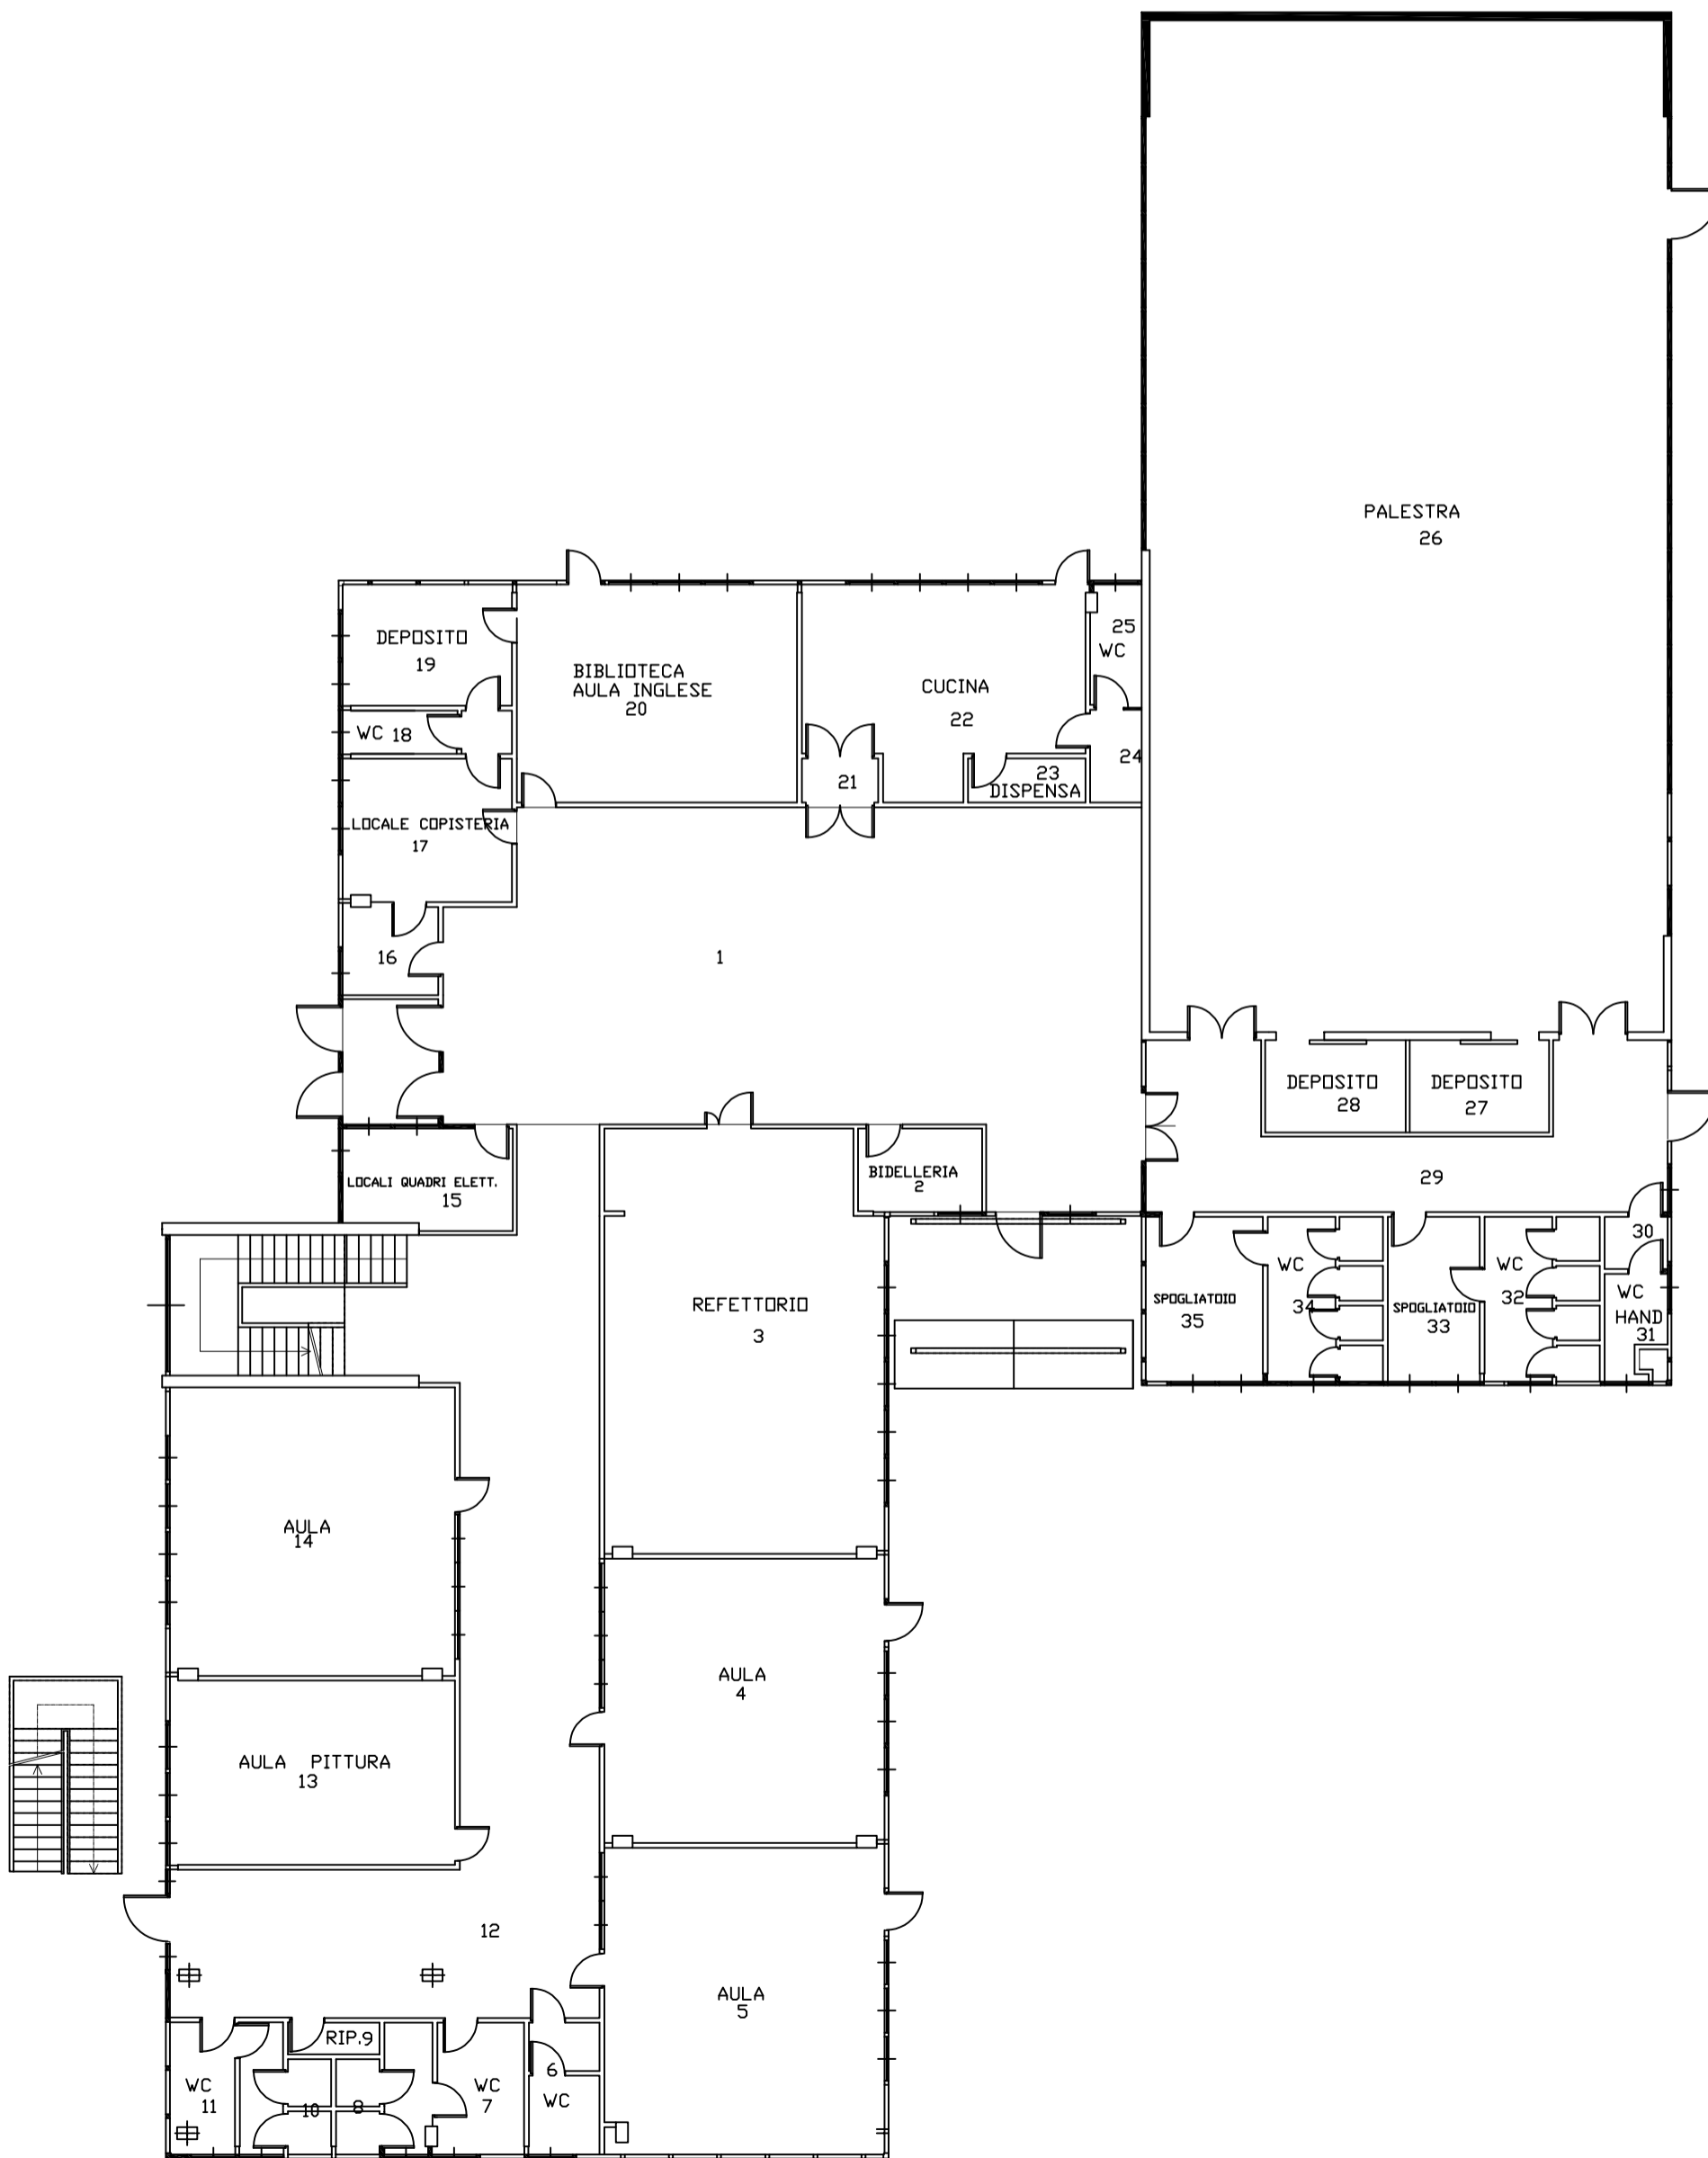 PALESTRA
26
25
WC
DEPOSITO
19
BIBLIOTECA
AULA INGLESE
20
CUCINA
22
WC 18
24
21
23
DISPENSA
LOCALE COPISTERIA
17
16
1
DEPOSITO
28
DEPOSITO
27
BIDELLERIA
2
29
LOCALI QUADRI ELETT.
15
30
WC
34
WC
32
WC
HAND
31
SPOGLIATOIO
35
SPOGLIATOIO
33
REFETTORIO
3
AULA
14
AULA
4
AULA PITTURA
13
12
AULA
5
RIP.9
6
WC
WC
11
10
8
WC
7